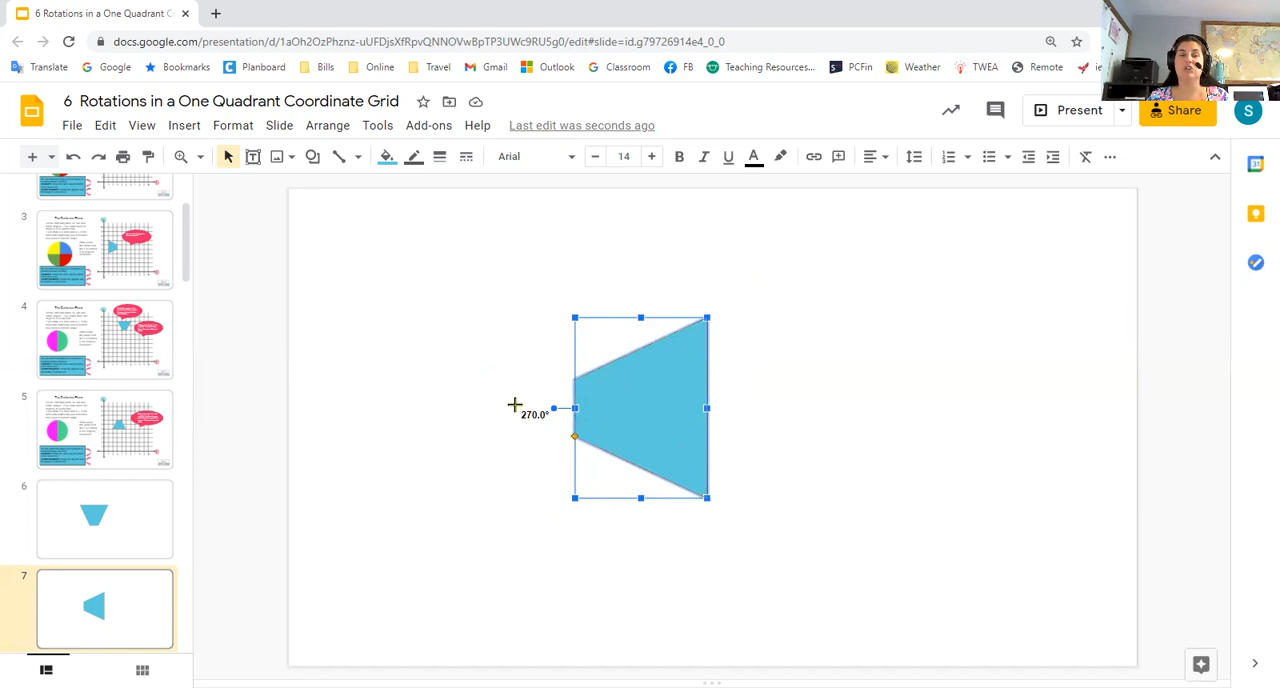 6 Rotations in a One Quadrant C
docs.google.com/presentation/d/1aOh2OzPhznz-uUFDjsXfRpvQNNOVwBpTP3UWc9RU5g0/edit#slide=id.g79726914e4_0_0
Translate Google Bookmarks Planboard Bills Online Travel Outlook Classroom FB Teaching Resources... PCFin Weather TWEA Remote ie
6 Rotations in a One Quadrant Coordinate Grid
Present Share S
File Edit View Insert Format Slide Arrange Tools Add-ons Help Last edit was seconds ago
Arial 14 B I U A
3
4
5
6
7
270.0°
31